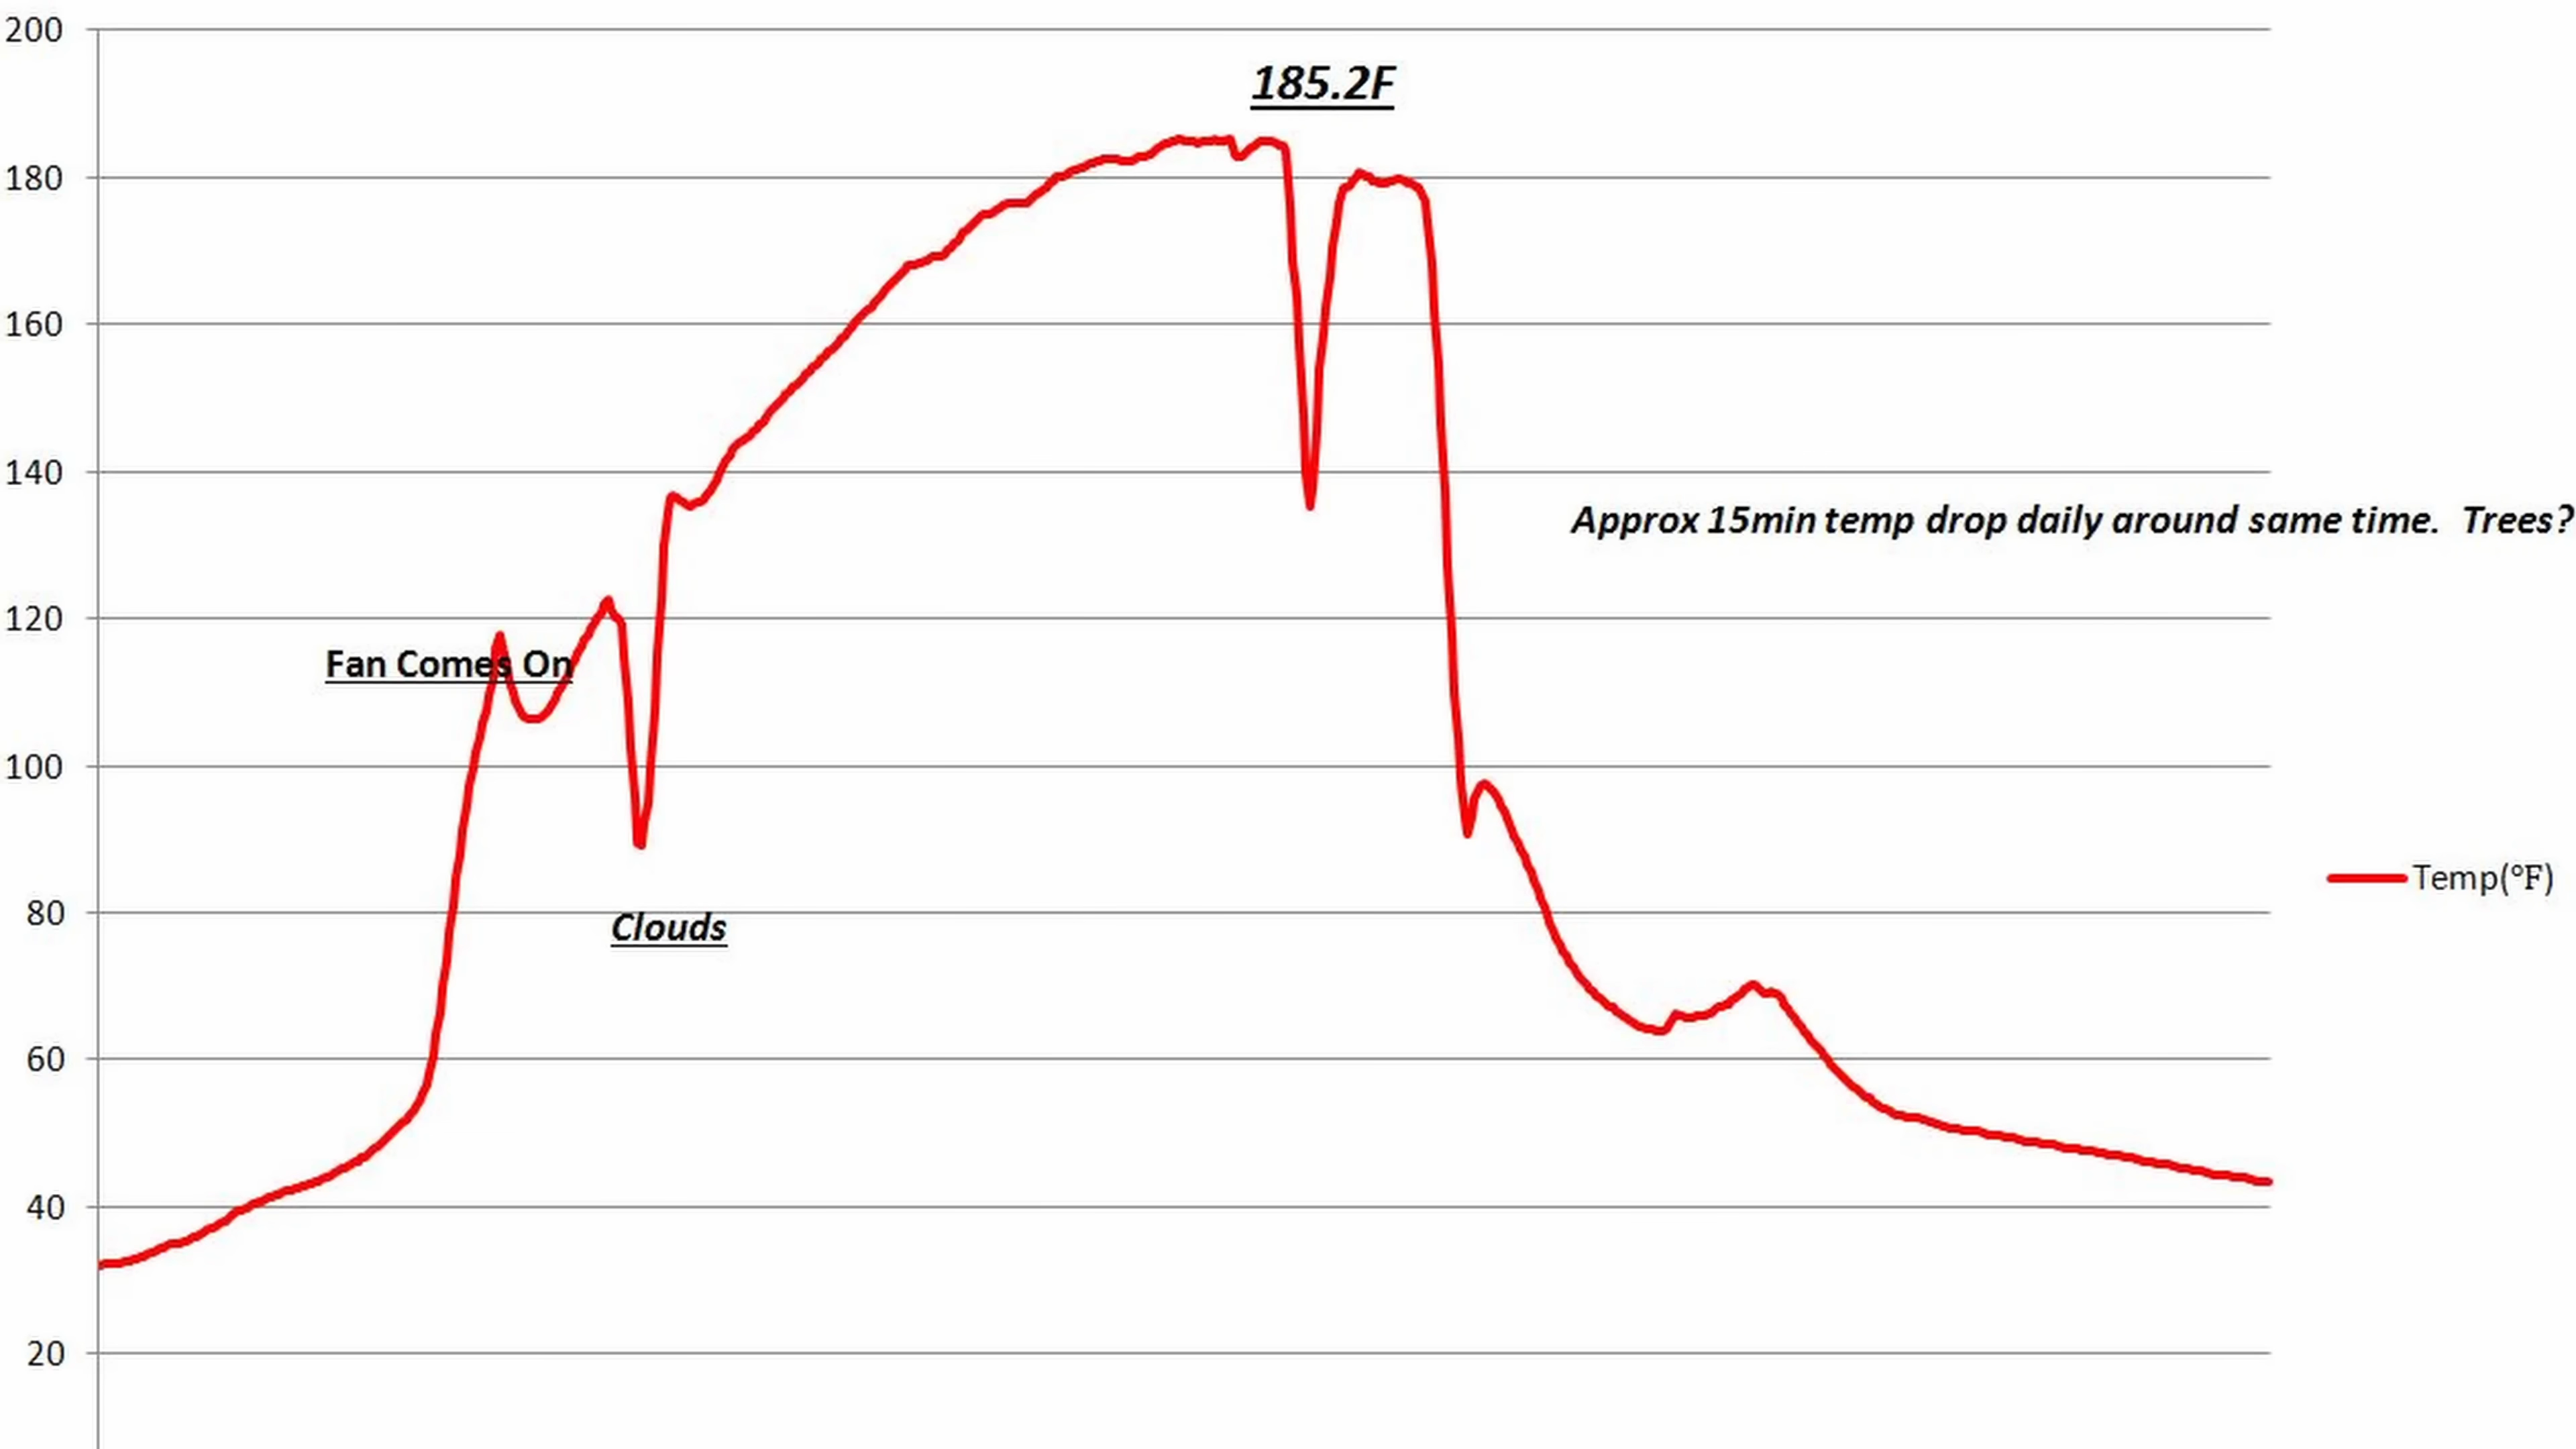 200
185.2F
180
160
140
Approx 15min temp drop daily around same time.  Trees?
120
Fan Comes On
100
Temp(°F)
80
Clouds
60
40
20